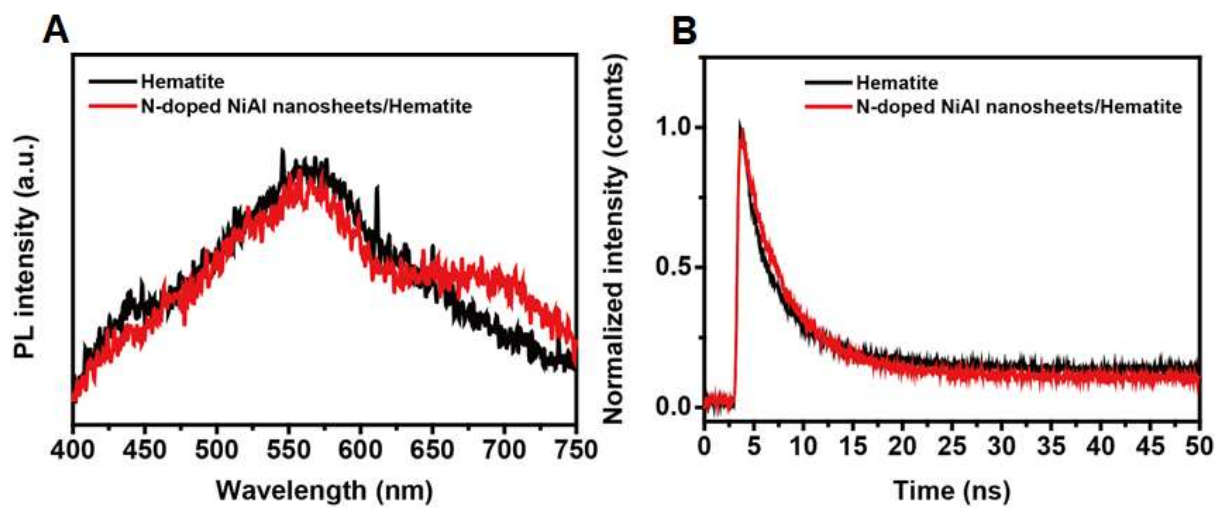 A
Hematite
N-doped NiAl nanosheets/Hematite
PL intensity (a.u.)
400 450 500 550 600 650 700 750
Wavelength (nm)
B
Hematite
N-doped NiAl nanosheets/Hematite
Normalized intensity (counts)
1.0
0.5
0.0
0 5 10 15 20 25 30 35 40 45 50
Time (ns)